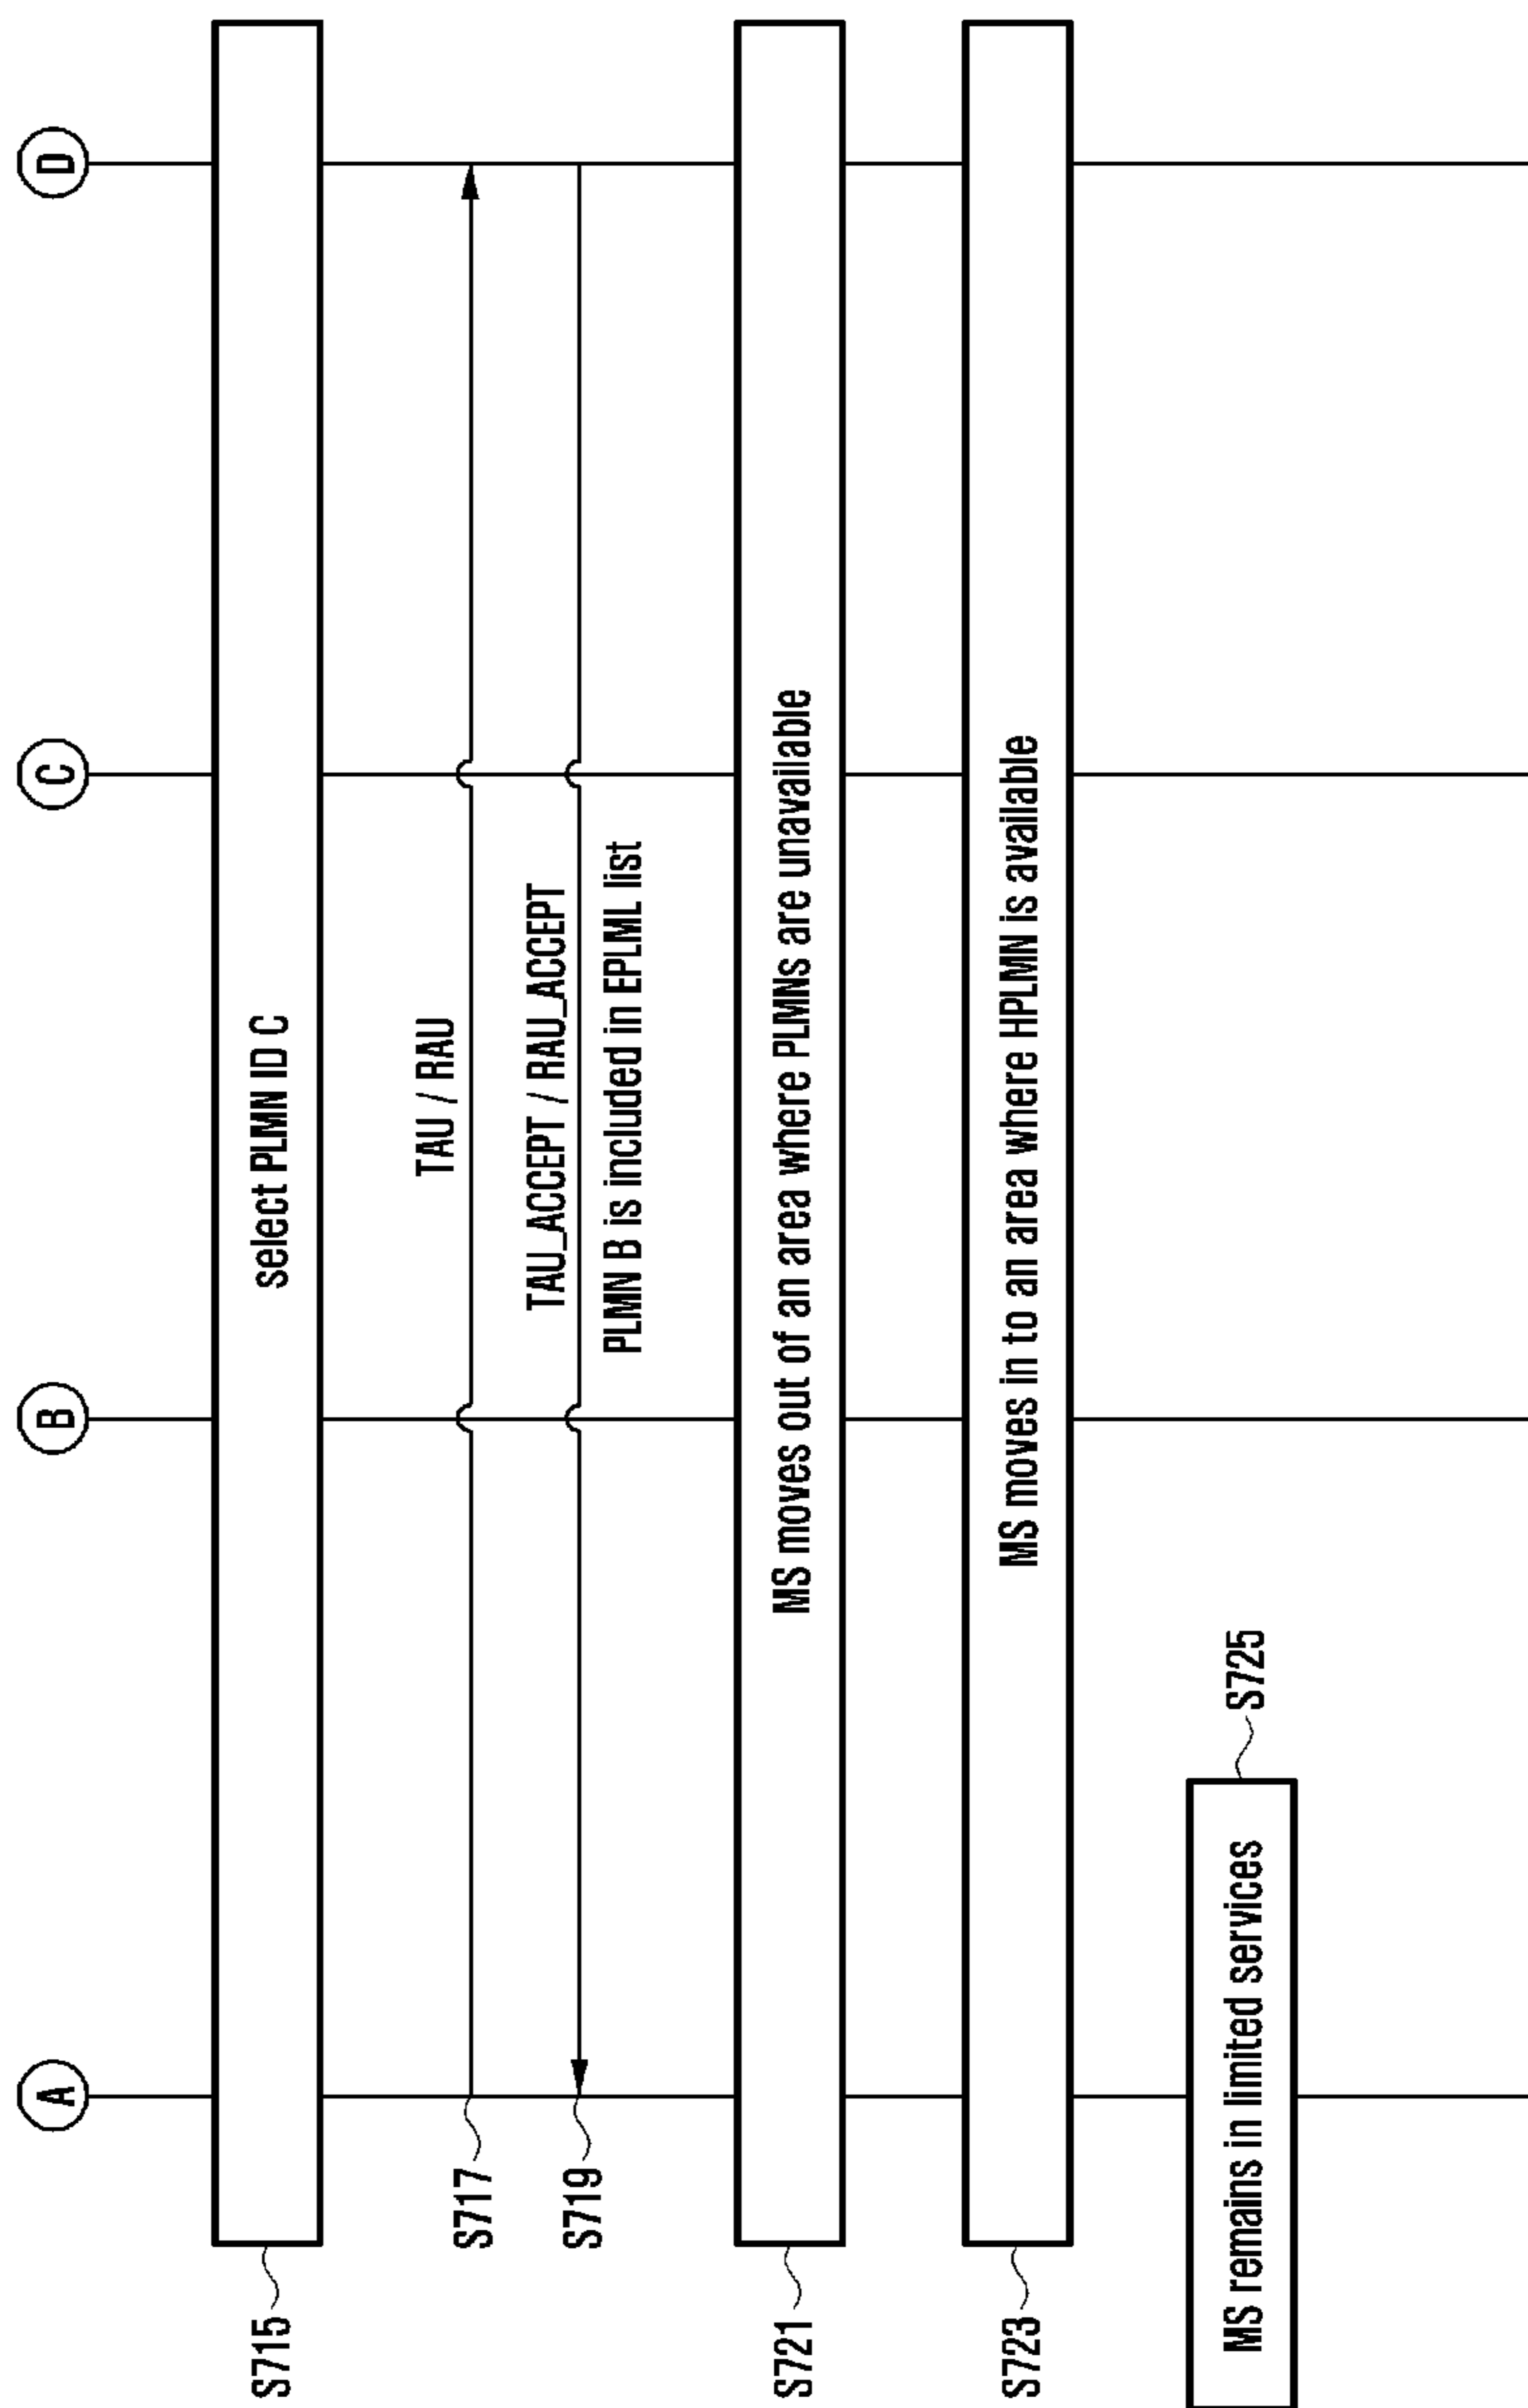 A
B
C
D
S715
select PLMN ID C
S717
TAU / RAU
S719
TAU_ACCEPT / RAU_ACCEPT
PLMN B is included in EPLML list
S721
MS moves out of an area where PLMNs are unavailable
S723
MS moves in to an area where HPLMN is available
MS remains in limited services
S725